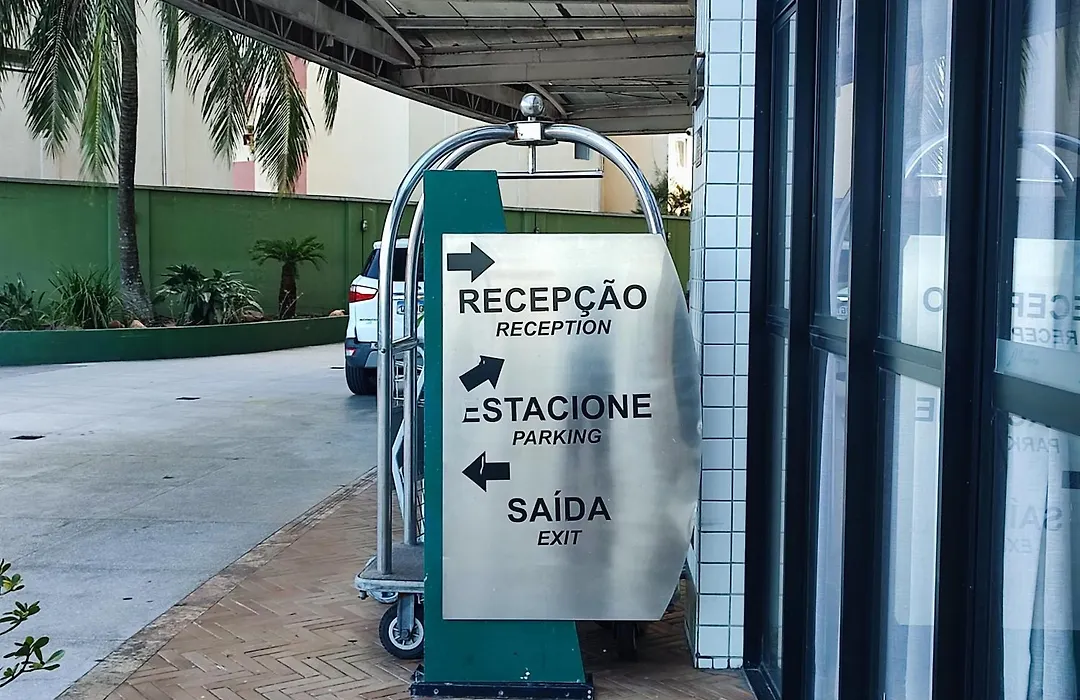 RECEPÇÃO
RECEPTION
ESTACIONE
PARKING
SAÍDA
EXIT